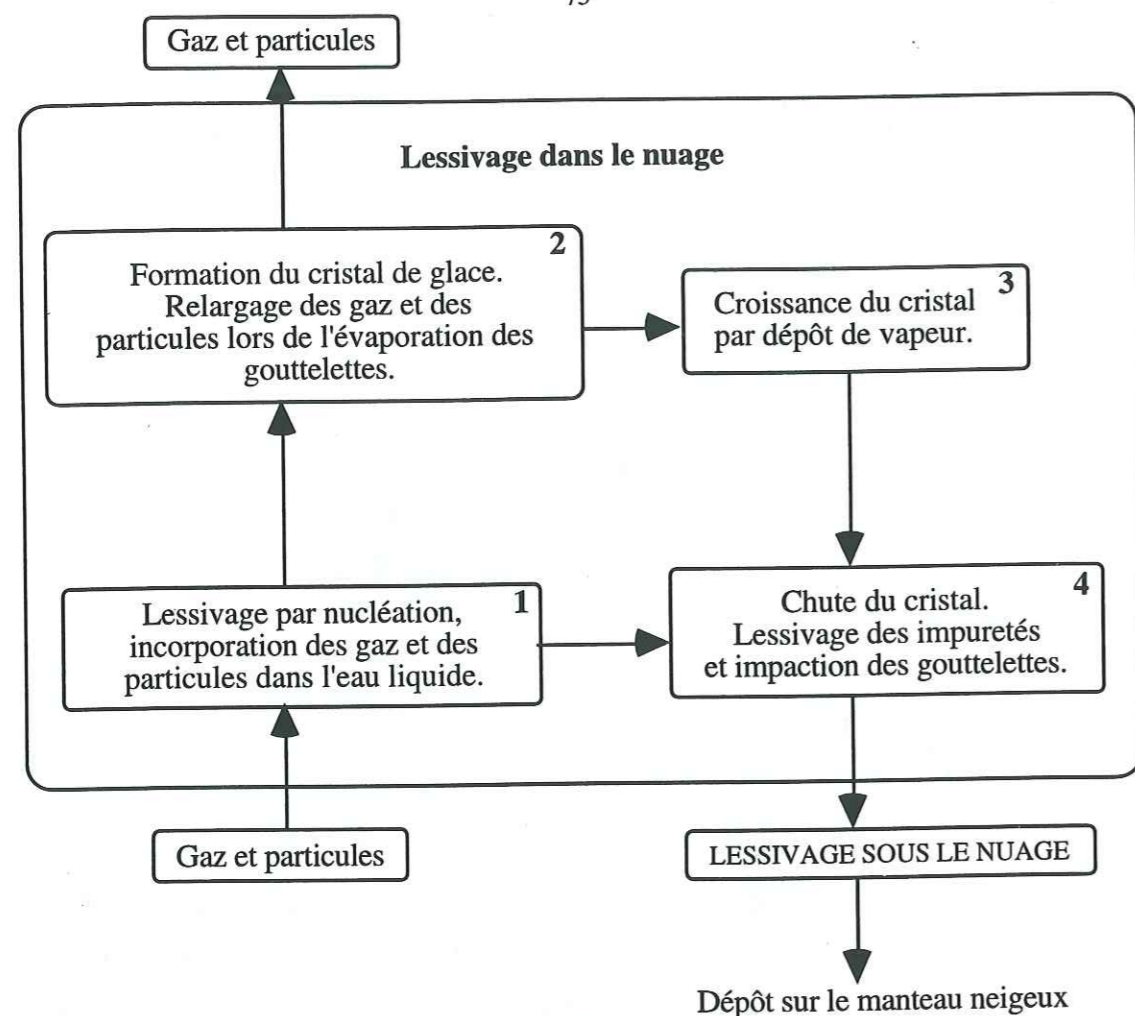 Gaz et particules
Lessivage dans le nuage
2
Formation du cristal de glace.
Relargage des gaz et des
particules lors de l'évaporation des
gouttelettes.
3
Croissance du cristal
par dépôt de vapeur.
1
Lessivage par nucléation,
incorporation des gaz et des
particules dans l'eau liquide.
4
Chute du cristal.
Lessivage des impuretés
et impaction des gouttelettes.
Gaz et particules
LESSIVAGE SOUS LE NUAGE
Dépôt sur le manteau neigeux